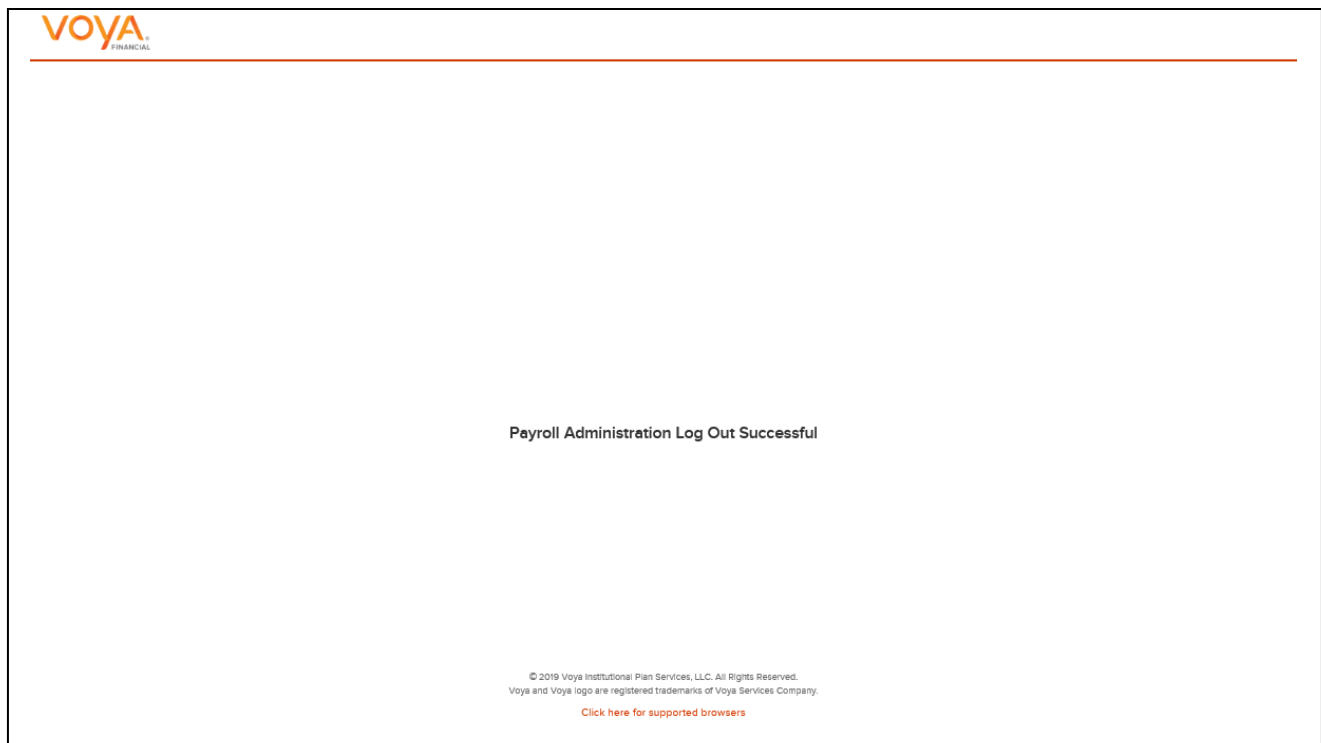 VOYA®
FINANCIAL
Payroll Administration Log Out Successful
© 2019 Voya Institutional Plan Services, LLC. All Rights Reserved.
Voya and Voya logo are registered trademarks of Voya Services Company.
Click here for supported browsers